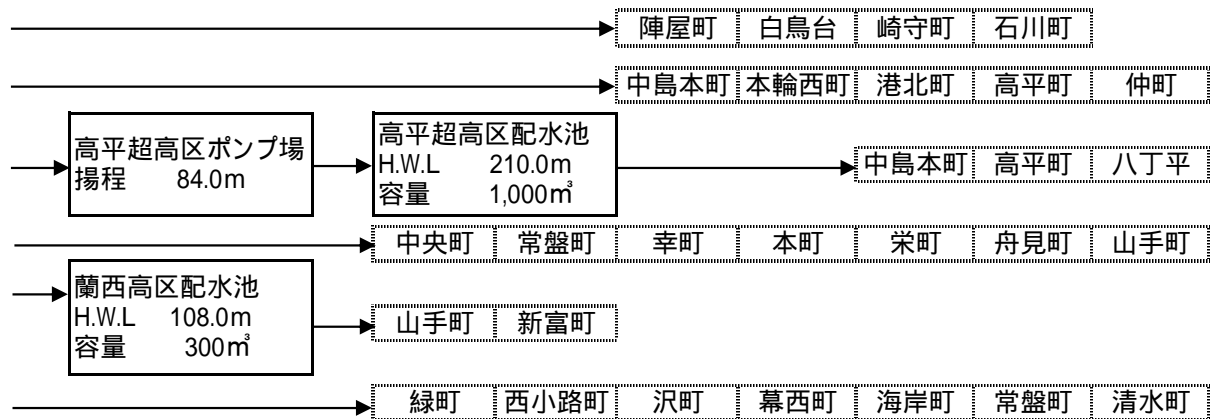 陣屋町 白鳥台 崎守町 石川町
中島本町 本輪西町 港北町 高平町 仲町
高平超高区ポンプ場
揚程 84.0m
高平超高区配水池
H.W.L 210.0m
容量 1,000㎥
中島本町 高平町 八丁平
中央町 常盤町 幸町 本町 栄町 舟見町 山手町
蘭西高区配水池
H.W.L 108.0m
容量 300㎥
山手町 新富町
緑町 西小路町 沢町 幕西町 海岸町 常盤町 清水町